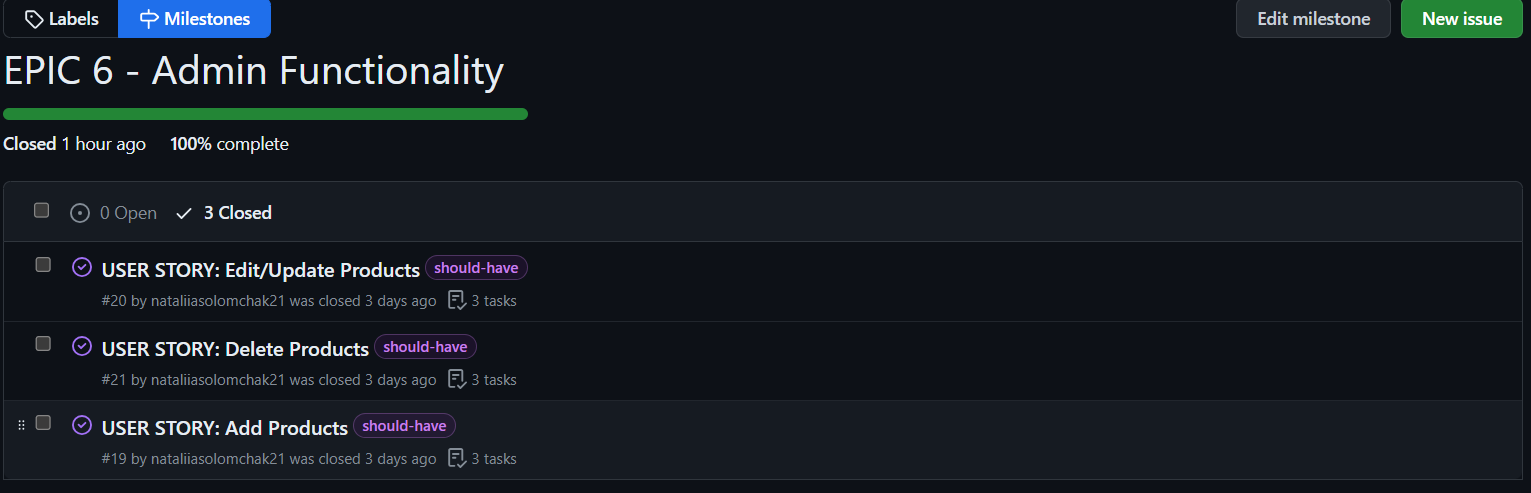 Labels Milestones Edit milestone New issue
EPIC 6 - Admin Functionality
Closed 1 hour ago 100% complete
0 Open 3 Closed
USER STORY: Edit/Update Products should-have
#20 by nataliiasolomchak21 was closed 3 days ago 3 tasks
USER STORY: Delete Products should-have
#21 by nataliiasolomchak21 was closed 3 days ago 3 tasks
USER STORY: Add Products should-have
#19 by nataliiasolomchak21 was closed 3 days ago 3 tasks